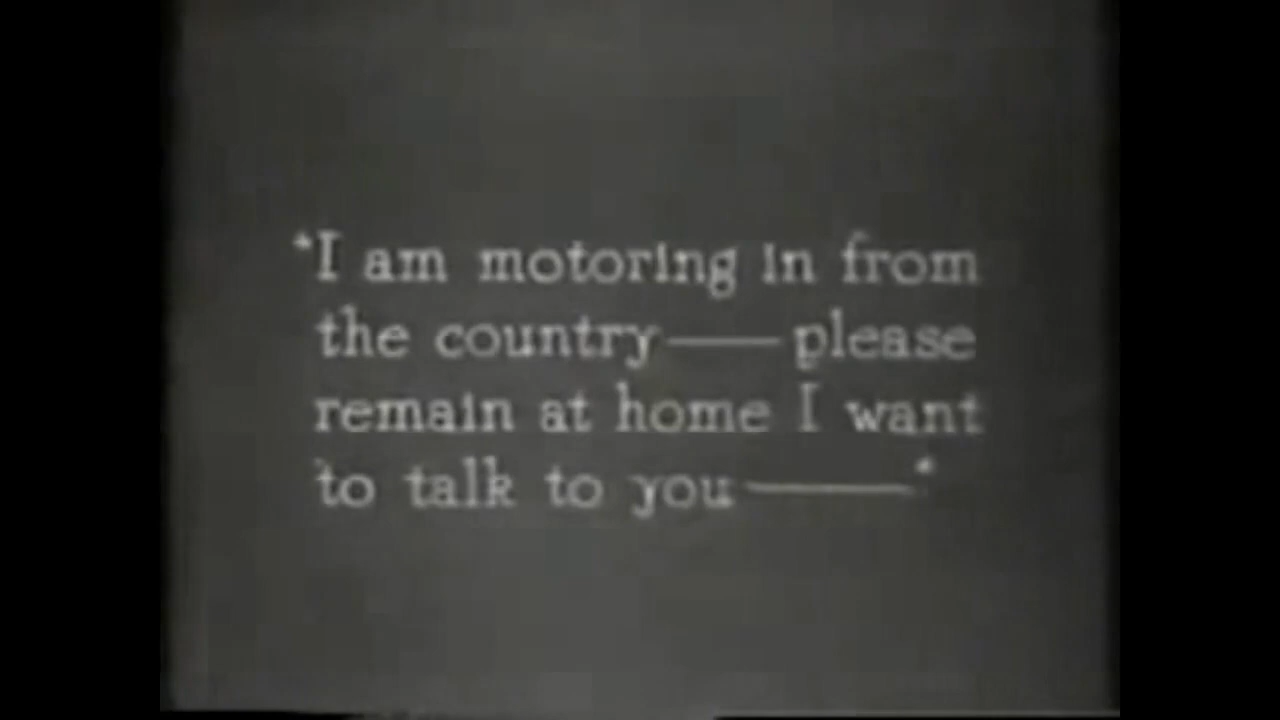 "I am motoring in from
the country——please
remain at home I want
to talk to you———"